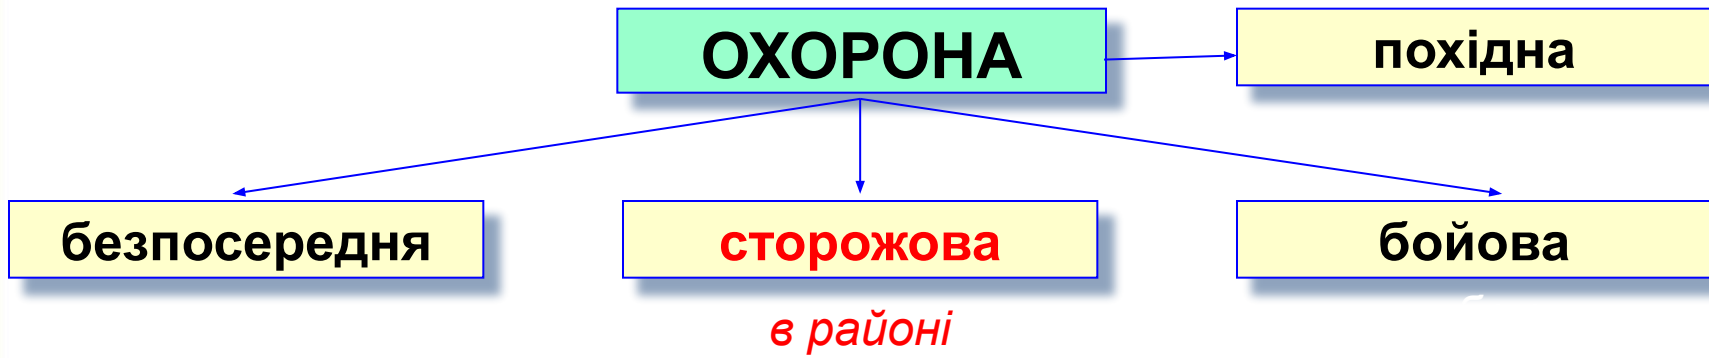 ОХОРОНА
похідна
безпосередня
сторожова
бойова
в районі